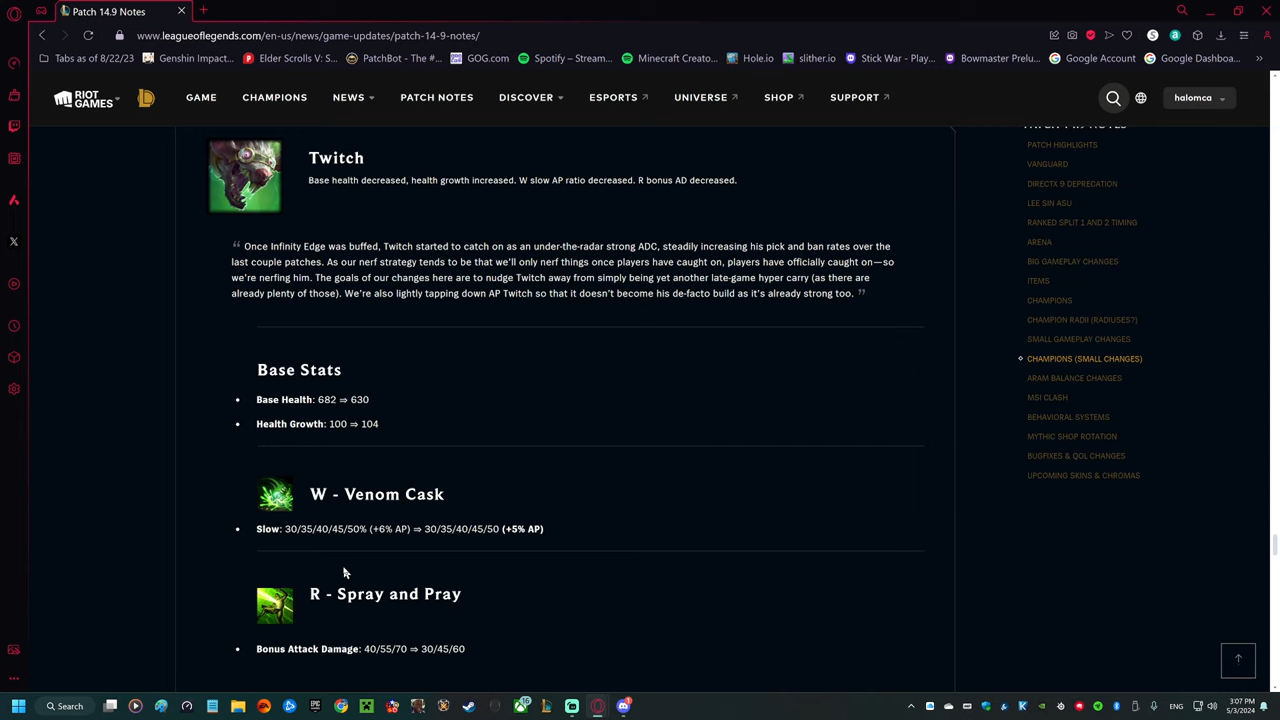 Patch 14.9 Notes
www.leagueoflegends.com/en-us/news/game-updates/patch-14-9-notes/
Tabs as of 8/22/23
Genshin Impact...
Elder Scrolls V: S...
PatchBot - The #...
GOG.com
Spotify – Stream...
Minecraft Creato...
Hole.io
slither.io
Stick War - Play...
Bowmaster Prelu...
Google Account
Google Dashboa...
RIOT
GAMES
GAME
CHAMPIONS
NEWS
PATCH NOTES
DISCOVER
ESPORTS
UNIVERSE
SHOP
SUPPORT
halomca
Twitch
Base health decreased, health growth increased. W slow AP ratio decreased. R bonus AD decreased.
“ Once Infinity Edge was buffed, Twitch started to catch on as an under-the-radar strong ADC, steadily increasing his pick and ban rates over the
last couple patches. As our nerf strategy tends to be that we'll only nerf things once players have caught on, players have officially caught on—so
we're nerfing him. The goals of our changes here are to nudge Twitch away from simply being yet another late-game hyper carry (as there are
already plenty of those). We're also lightly tapping down AP Twitch so that it doesn't become his de-facto build as it's already strong too. ”
Base Stats
• Base Health: 682 ⇒ 630
• Health Growth: 100 ⇒ 104
W - Venom Cask
• Slow: 30/35/40/45/50% (+6% AP) ⇒ 30/35/40/45/50 (+5% AP)
R - Spray and Pray
• Bonus Attack Damage: 40/55/70 ⇒ 30/45/60
PATCH 14.9 NOTES
PATCH HIGHLIGHTS
VANGUARD
DIRECTX 9 DEPRECATION
LEE SIN ASU
RANKED SPLIT 1 AND 2 TIMING
ARENA
BIG GAMEPLAY CHANGES
ITEMS
CHAMPIONS
CHAMPION RADII (RADIUSES?)
SMALL GAMEPLAY CHANGES
CHAMPIONS (SMALL CHANGES)
ARAM BALANCE CHANGES
MSI CLASH
BEHAVIORAL SYSTEMS
MYTHIC SHOP ROTATION
BUGFIXES & QOL CHANGES
UPCOMING SKINS & CHROMAS
Search
16
3:07 PM
5/3/2024